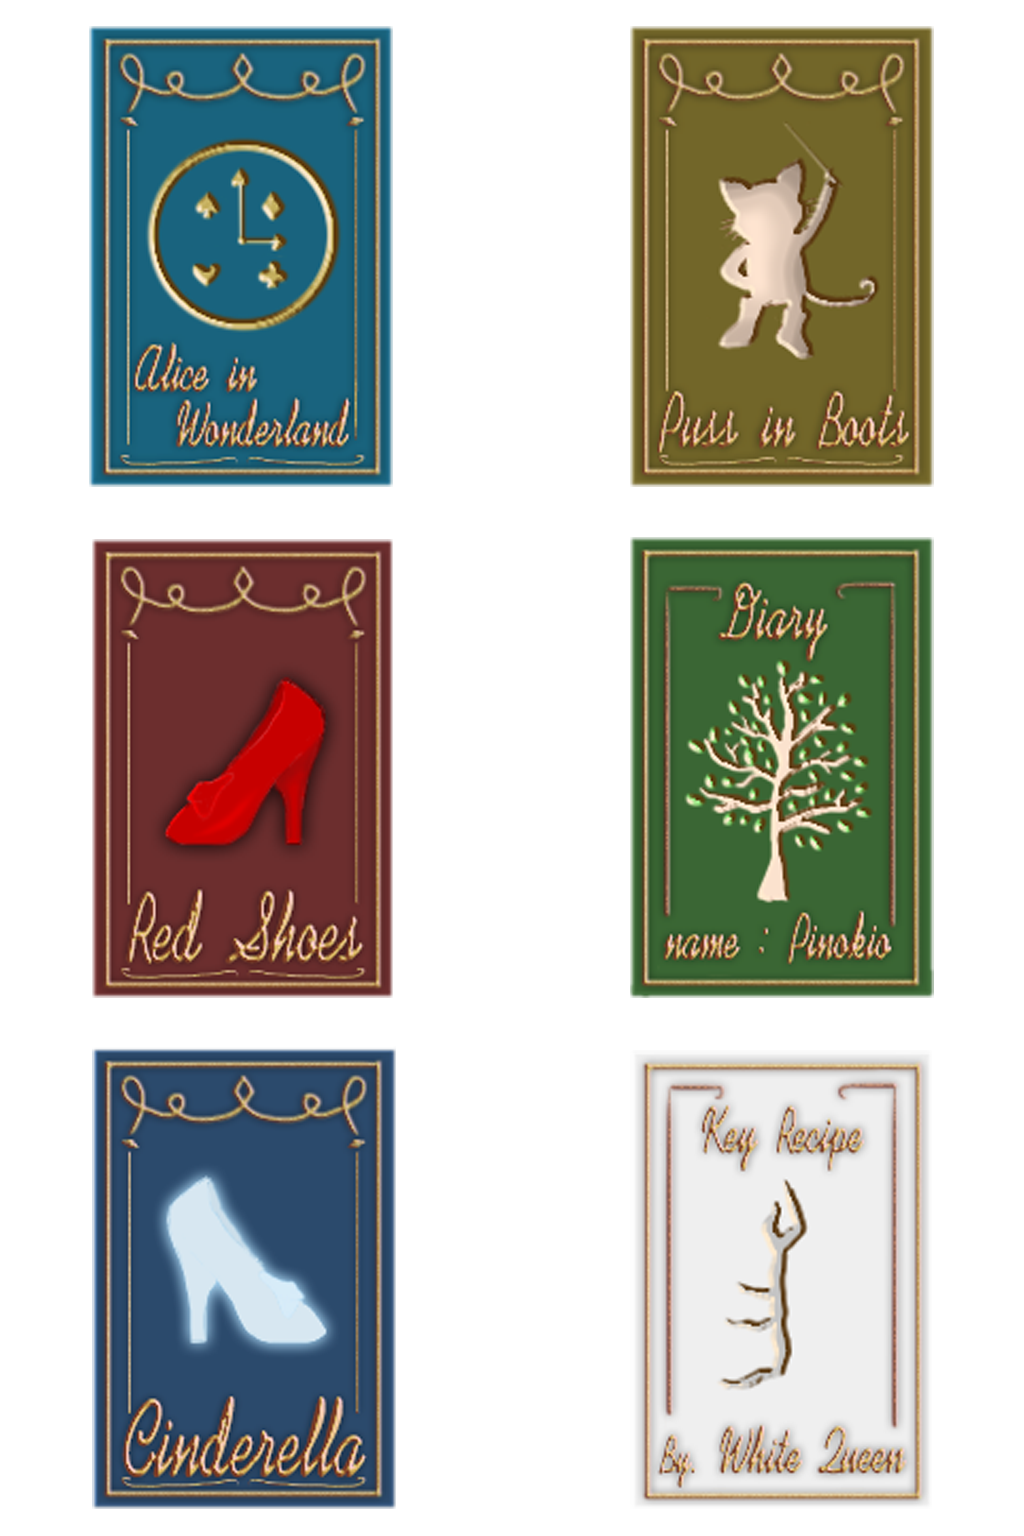 Alice in
Wonderland
Puss in Boots
Red Shoes
Diary
name : Pinokio
Cinderella
Key Recipe
By. White Queen